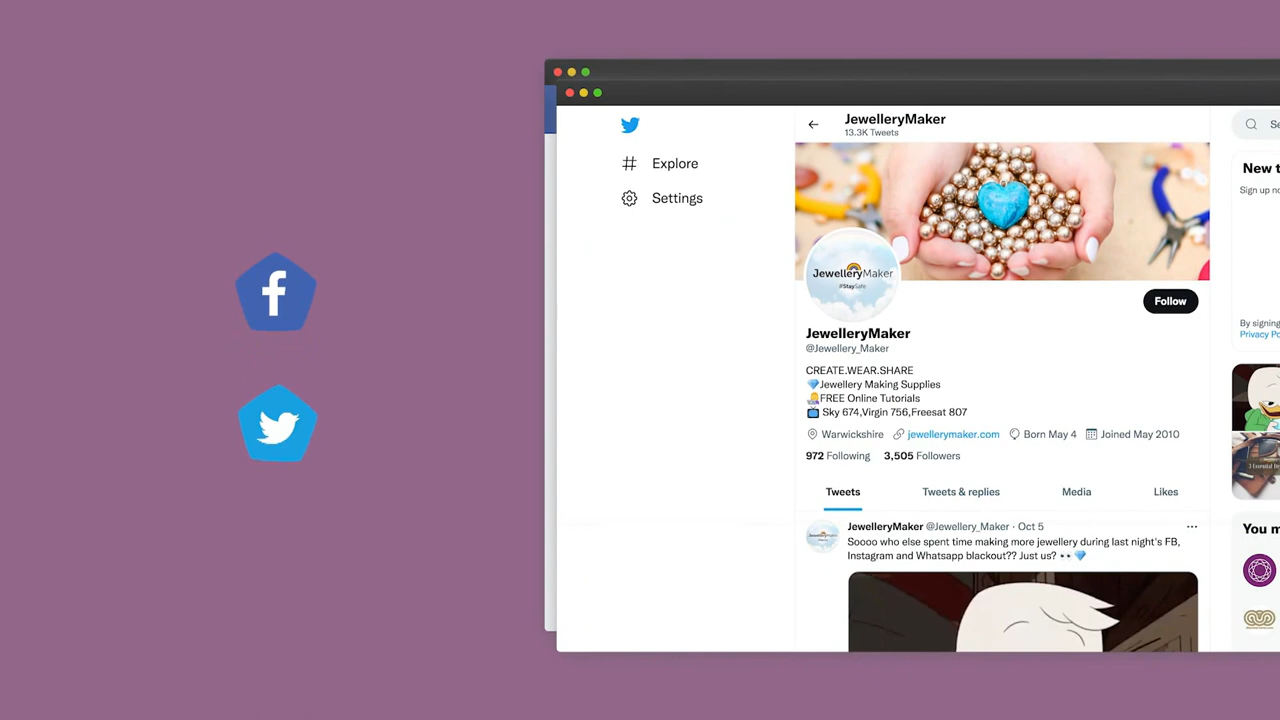 JewelleryMaker
13.3K Tweets
Explore
Settings
JewelleryMaker
#StaySafe
Follow
JewelleryMaker
@Jewellery_Maker
CREATE.WEAR.SHARE
💎Jewellery Making Supplies
FREE Online Tutorials
📺 Sky 674,Virgin 756,Freesat 807
Warwickshire jewellerymaker.com Born May 4 Joined May 2010
972 Following 3,505 Followers
Tweets Tweets & replies Media Likes
JewelleryMaker @Jewellery_Maker · Oct 5 ...
Soooo who else spent time making more jewellery during last night's FB,
Instagram and Whatsapp blackout?? Just us? 👀 💎
Se
New t
Sign up no
By signing
Privacy Po
You m